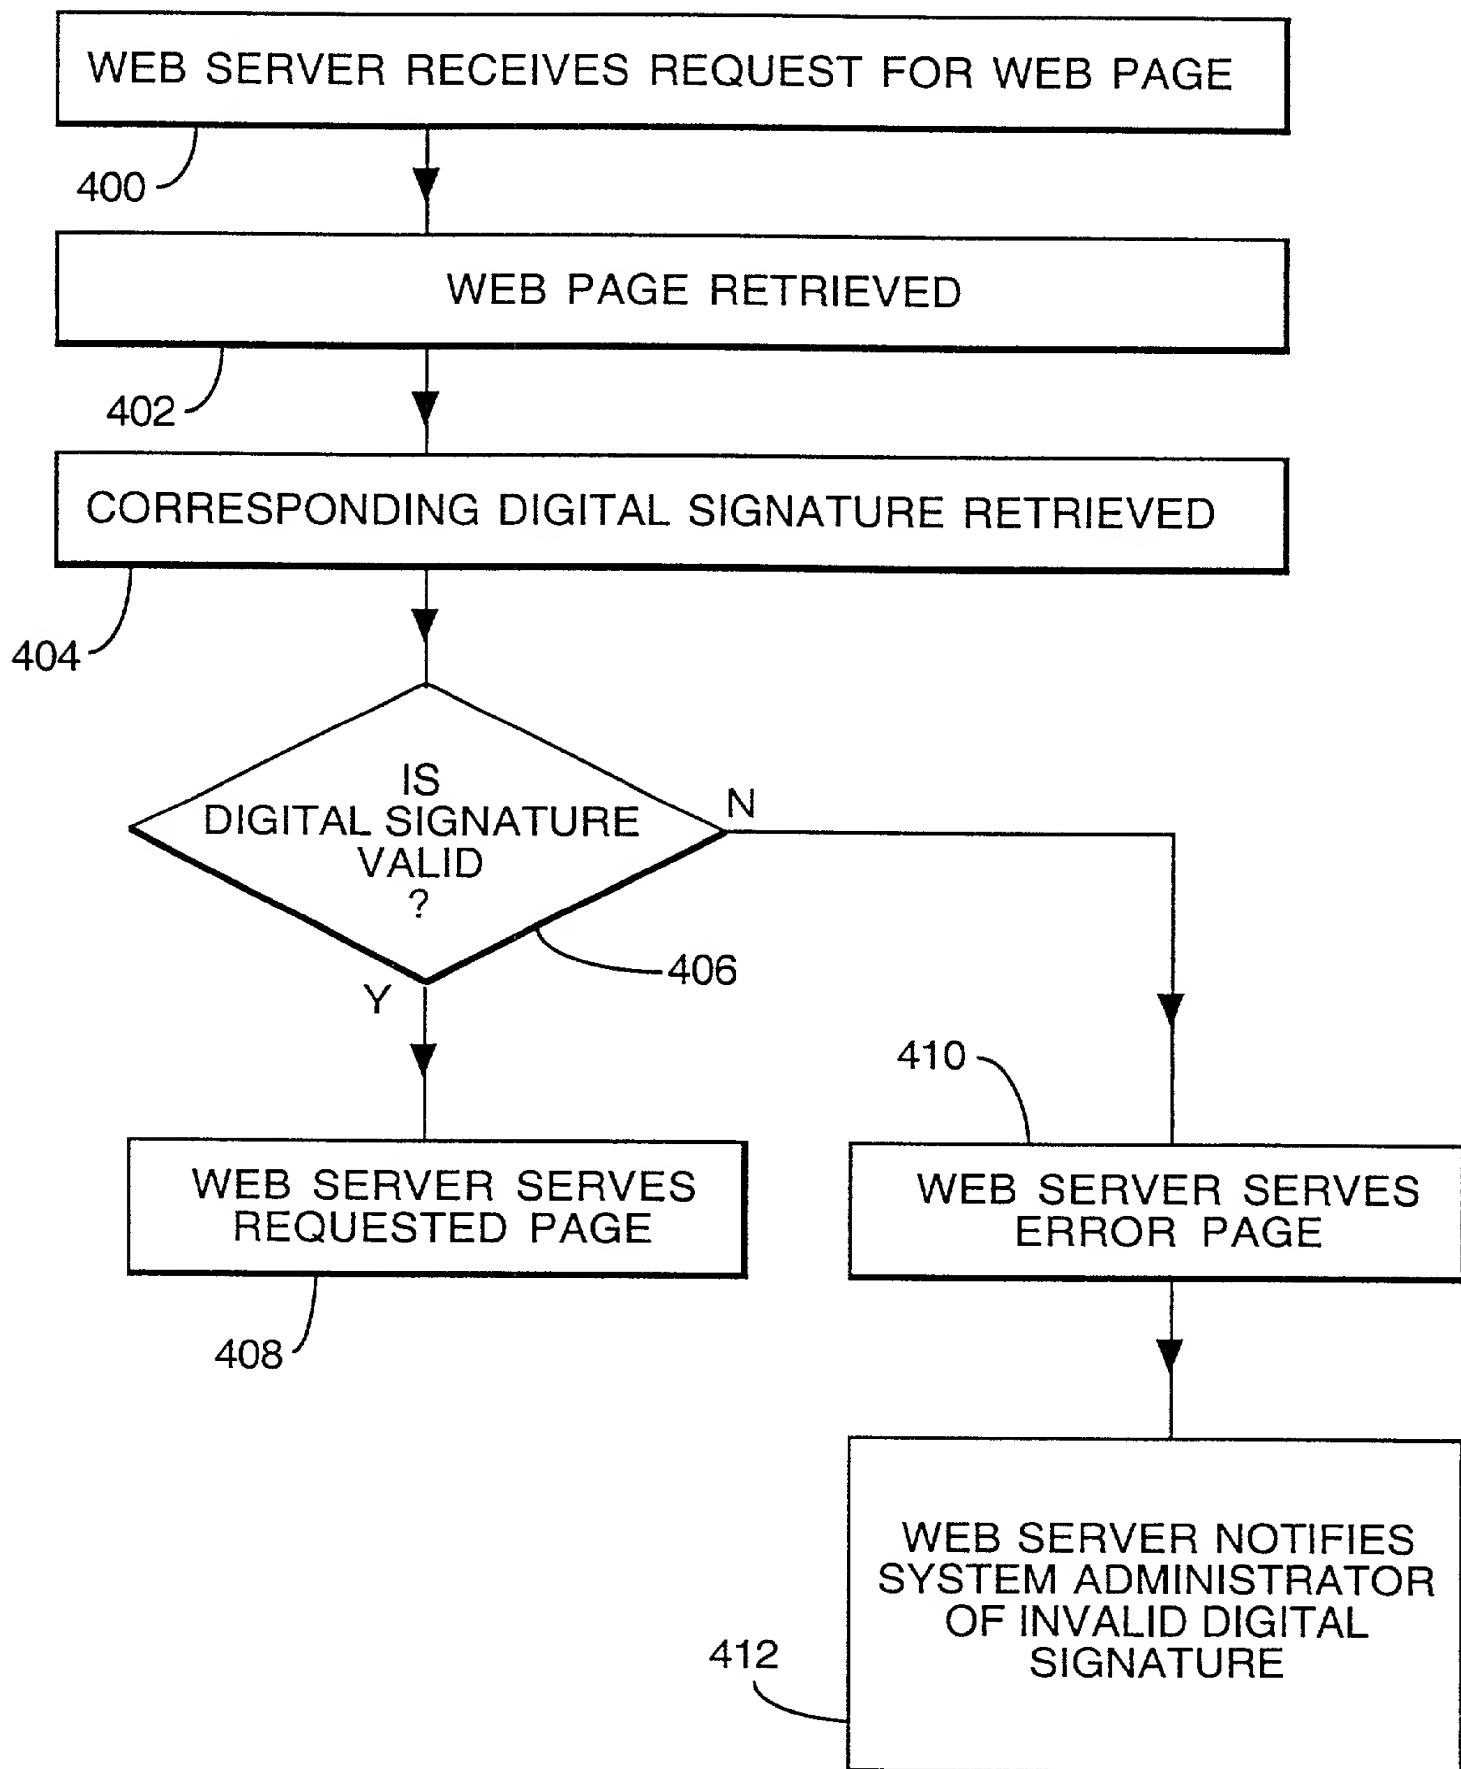 WEB SERVER RECEIVES REQUEST FOR WEB PAGE
400
WEB PAGE RETRIEVED
402
CORRESPONDING DIGITAL SIGNATURE RETRIEVED
404
IS
DIGITAL SIGNATURE
VALID
?
N
406
Y
410
WEB SERVER SERVES
REQUESTED PAGE
408
WEB SERVER SERVES
ERROR PAGE
WEB SERVER NOTIFIES
SYSTEM ADMINISTRATOR
OF INVALID DIGITAL
SIGNATURE
412